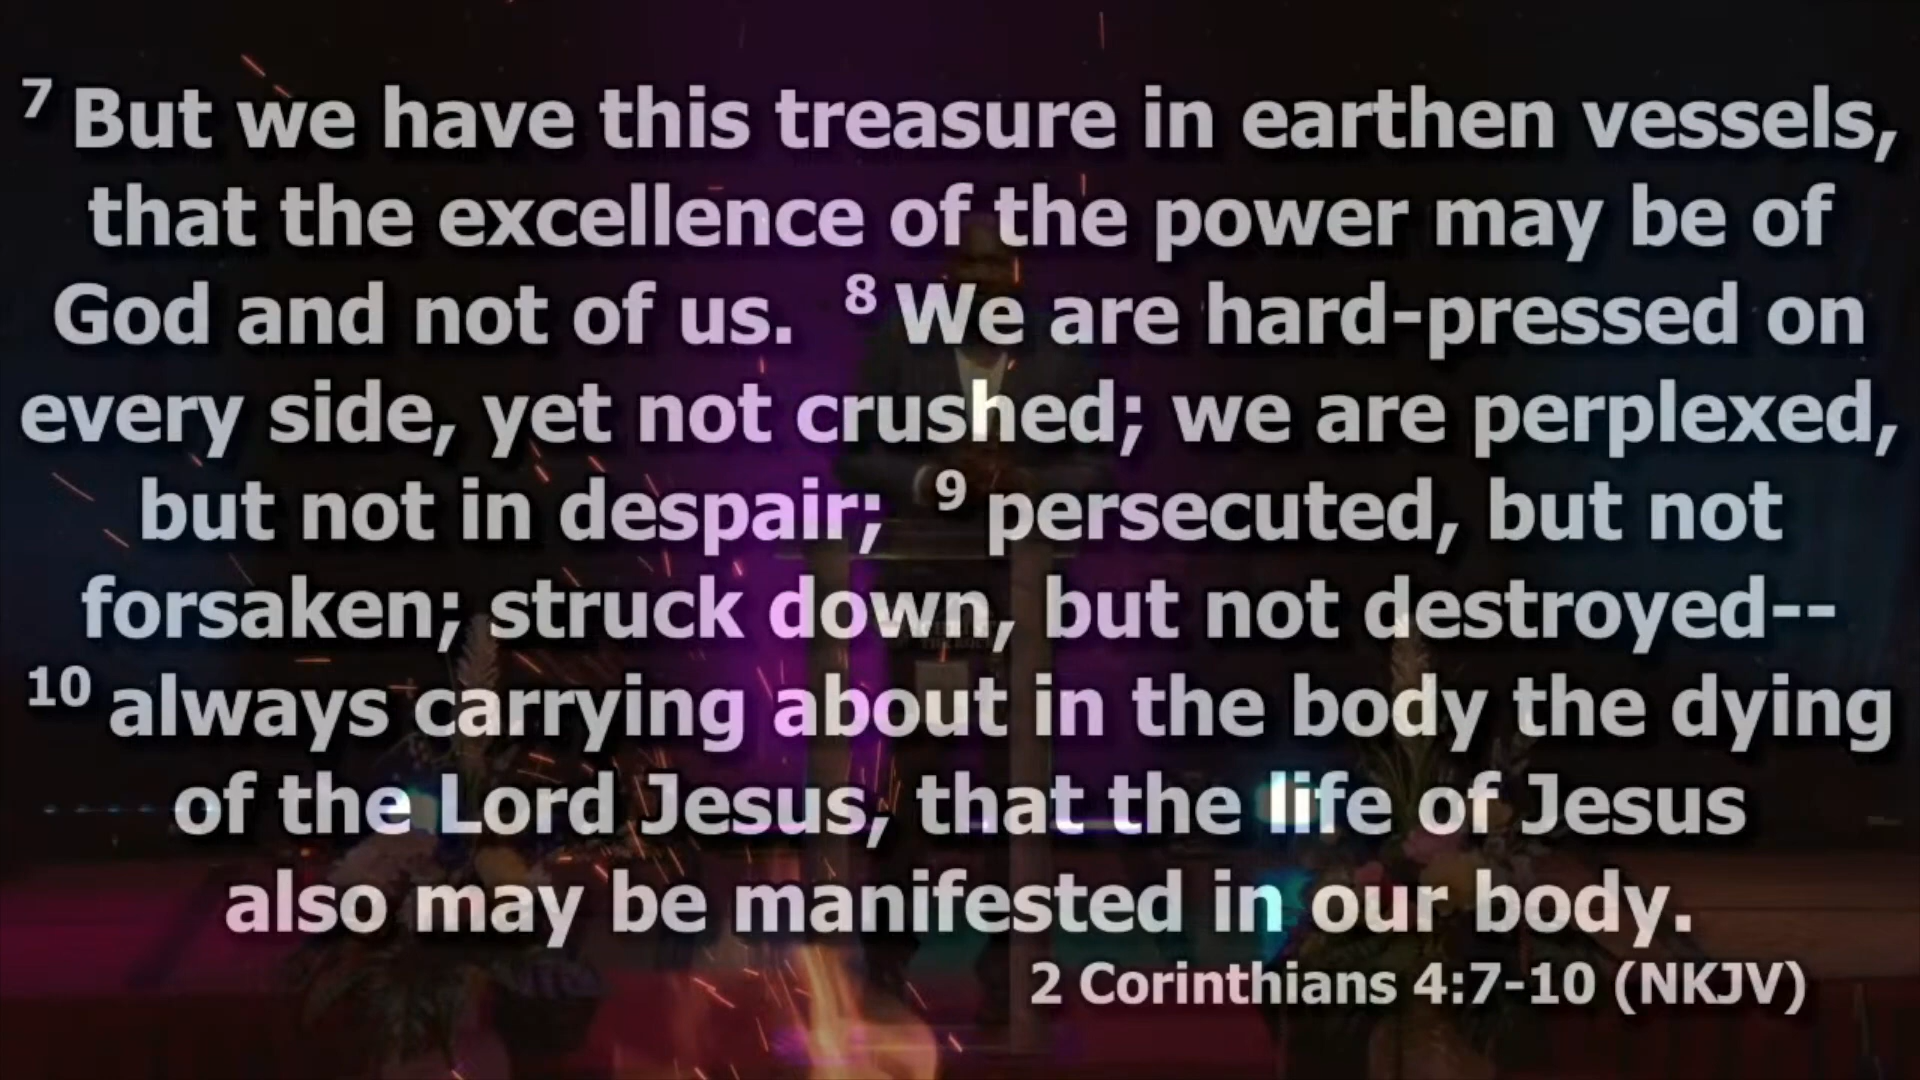 7 But we have this treasure in earthen vessels,
that the excellence of the power may be of
God and not of us. 8 We are hard-pressed on
every side, yet not crushed; we are perplexed,
but not in despair; 9 persecuted, but not
forsaken; struck down, but not destroyed--
10 always carrying about in the body the dying
of the Lord Jesus, that the life of Jesus
also may be manifested in our body.
2 Corinthians 4:7-10 (NKJV)